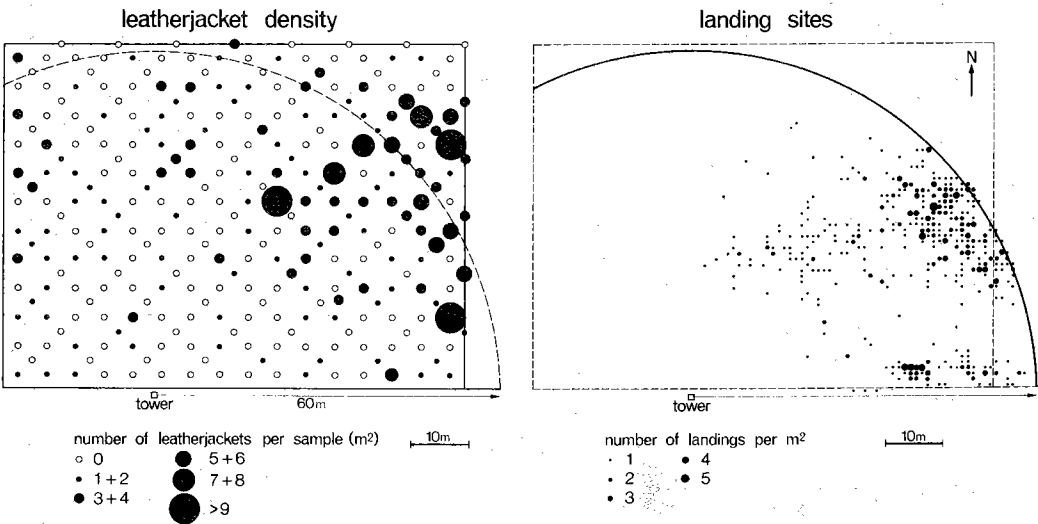 leatherjacket density
landing sites
N
tower
60m
tower
number of leatherjackets per sample (m²)
10m
0
1+2
3+4
5+6
7+8
>9
number of landings per m²
10m
1
2
3
4
5